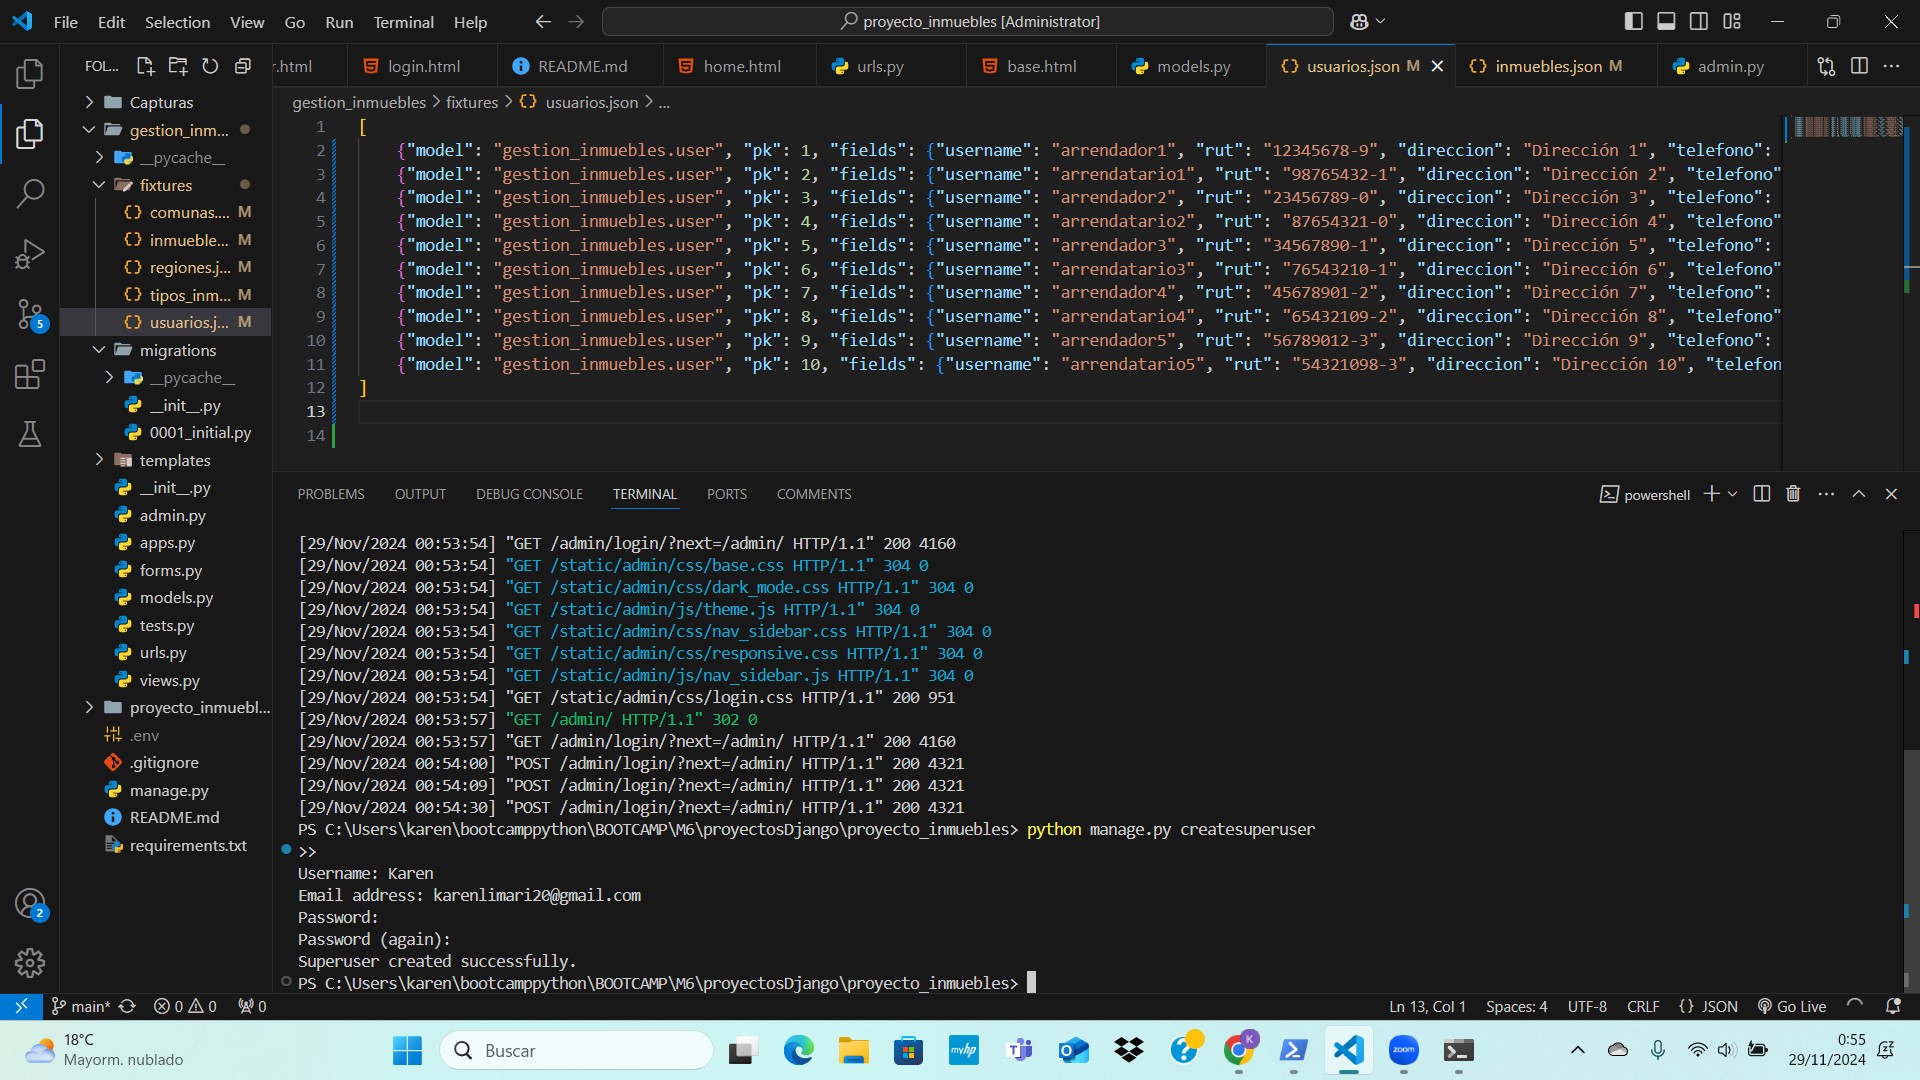 File Edit Selection View Go Run Terminal Help
proyecto_inmuebles [Administrator]
FOL...
r.html
login.html
README.md
home.html
urls.py
base.html
models.py
usuarios.json M
inmuebles.json M
admin.py
gestion_inmuebles > fixtures > {} usuarios.json > ...
Capturas
gestion_inm...
__pycache__
fixtures
comunas.... M
inmueble... M
regiones.j... M
tipos_inm... M
usuarios.j... M
migrations
__pycache__
__init__.py
0001_initial.py
templates
__init__.py
admin.py
apps.py
forms.py
models.py
tests.py
urls.py
views.py
proyecto_inmuebl...
.env
.gitignore
manage.py
README.md
requirements.txt
5
2
1 [
2 {"model": "gestion_inmuebles.user", "pk": 1, "fields": {"username": "arrendador1", "rut": "12345678-9", "direccion": "Dirección 1", "telefono":
3 {"model": "gestion_inmuebles.user", "pk": 2, "fields": {"username": "arrendatario1", "rut": "98765432-1", "direccion": "Dirección 2", "telefono"
4 {"model": "gestion_inmuebles.user", "pk": 3, "fields": {"username": "arrendador2", "rut": "23456789-0", "direccion": "Dirección 3", "telefono":
5 {"model": "gestion_inmuebles.user", "pk": 4, "fields": {"username": "arrendatario2", "rut": "87654321-0", "direccion": "Dirección 4", "telefono"
6 {"model": "gestion_inmuebles.user", "pk": 5, "fields": {"username": "arrendador3", "rut": "34567890-1", "direccion": "Dirección 5", "telefono":
7 {"model": "gestion_inmuebles.user", "pk": 6, "fields": {"username": "arrendatario3", "rut": "76543210-1", "direccion": "Dirección 6", "telefono"
8 {"model": "gestion_inmuebles.user", "pk": 7, "fields": {"username": "arrendador4", "rut": "45678901-2", "direccion": "Dirección 7", "telefono":
9 {"model": "gestion_inmuebles.user", "pk": 8, "fields": {"username": "arrendatario4", "rut": "65432109-2", "direccion": "Dirección 8", "telefono"
10 {"model": "gestion_inmuebles.user", "pk": 9, "fields": {"username": "arrendador5", "rut": "56789012-3", "direccion": "Dirección 9", "telefono":
11 {"model": "gestion_inmuebles.user", "pk": 10, "fields": {"username": "arrendatario5", "rut": "54321098-3", "direccion": "Dirección 10", "telefon
12 ]
13
14
PROBLEMS OUTPUT DEBUG CONSOLE TERMINAL PORTS COMMENTS
powershell
[29/Nov/2024 00:53:54] "GET /admin/login/?next=/admin/ HTTP/1.1" 200 4160
[29/Nov/2024 00:53:54] "GET /static/admin/css/base.css HTTP/1.1" 304 0
[29/Nov/2024 00:53:54] "GET /static/admin/css/dark_mode.css HTTP/1.1" 304 0
[29/Nov/2024 00:53:54] "GET /static/admin/js/theme.js HTTP/1.1" 304 0
[29/Nov/2024 00:53:54] "GET /static/admin/css/nav_sidebar.css HTTP/1.1" 304 0
[29/Nov/2024 00:53:54] "GET /static/admin/css/responsive.css HTTP/1.1" 304 0
[29/Nov/2024 00:53:54] "GET /static/admin/js/nav_sidebar.js HTTP/1.1" 304 0
[29/Nov/2024 00:53:54] "GET /static/admin/css/login.css HTTP/1.1" 200 951
[29/Nov/2024 00:53:57] "GET /admin/ HTTP/1.1" 302 0
[29/Nov/2024 00:53:57] "GET /admin/login/?next=/admin/ HTTP/1.1" 200 4160
[29/Nov/2024 00:54:00] "POST /admin/login/?next=/admin/ HTTP/1.1" 200 4321
[29/Nov/2024 00:54:09] "POST /admin/login/?next=/admin/ HTTP/1.1" 200 4321
[29/Nov/2024 00:54:30] "POST /admin/login/?next=/admin/ HTTP/1.1" 200 4321
PS C:\Users\karen\bootcamppython\BOOTCAMP\M6\proyectosDjango\proyecto_inmuebles> python manage.py createsuperuser
>>
Username: Karen
Email address: karenlimari20@gmail.com
Password:
Password (again):
Superuser created successfully.
PS C:\Users\karen\bootcamppython\BOOTCAMP\M6\proyectosDjango\proyecto_inmuebles>
main* 0 0 0
Ln 13, Col 1 Spaces: 4 UTF-8 CRLF {} JSON Go Live
18°C
Mayorm. nublado
Buscar
myhp
K
zoom
0:55
29/11/2024